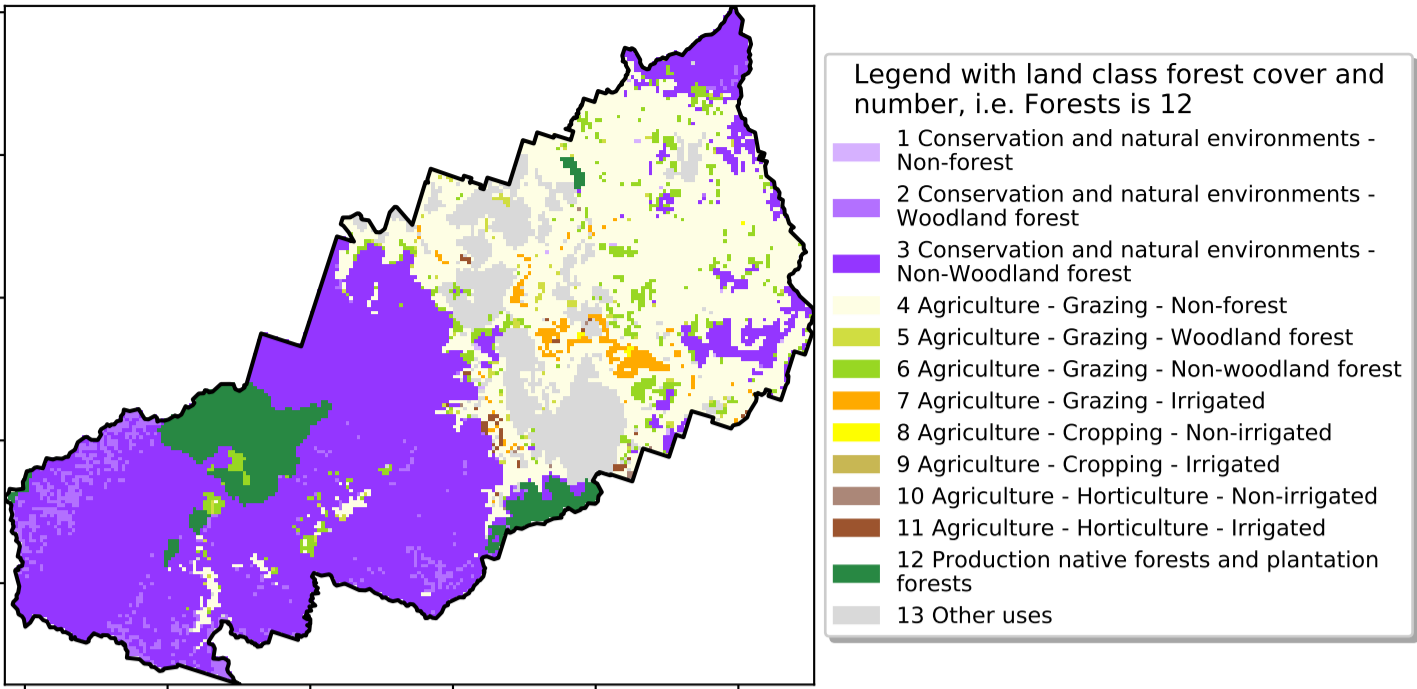 Legend with land class forest cover and
number, i.e. Forests is 12
1 Conservation and natural environments -
Non-forest
2 Conservation and natural environments -
Woodland forest
3 Conservation and natural environments -
Non-Woodland forest
4 Agriculture - Grazing - Non-forest
5 Agriculture - Grazing - Woodland forest
6 Agriculture - Grazing - Non-woodland forest
7 Agriculture - Grazing - Irrigated
8 Agriculture - Cropping - Non-irrigated
9 Agriculture - Cropping - Irrigated
10 Agriculture - Horticulture - Non-irrigated
11 Agriculture - Horticulture - Irrigated
12 Production native forests and plantation
forests
13 Other uses